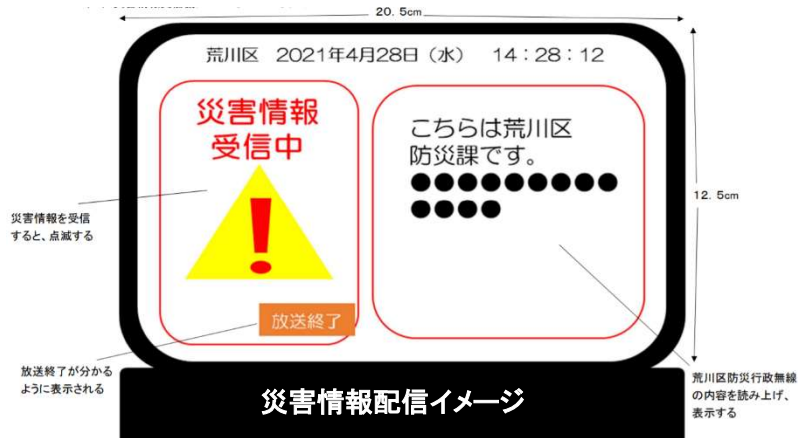 20.5cm
荒川区 2021年4月28日（水） 14：28：12
災害情報
受信中
!
こちらは荒川区
防災課です。
●●●●●●●●●
●●●●
12.5cm
災害情報を受信
すると、点滅する
放送終了
放送終了が分かる
ように表示される
荒川区防災行政無線
の内容を読み上げ、
表示する
災害情報配信イメージ